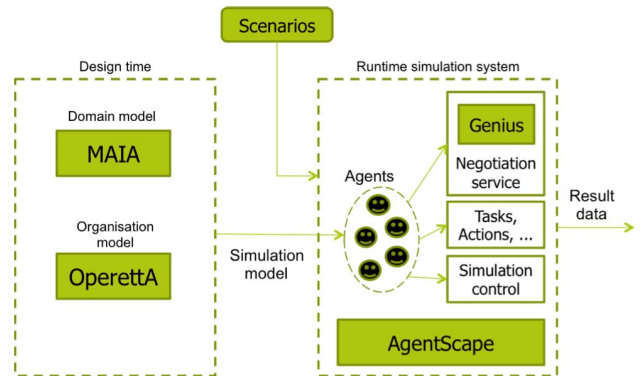 Scenarios
Design time
Runtime simulation system
Domain model
MAIA
Organisation
model
OperettA
Simulation
model
Agents
Genius
Negotiation
service
Tasks,
Actions, ...
Simulation
control
AgentScape
Result
data